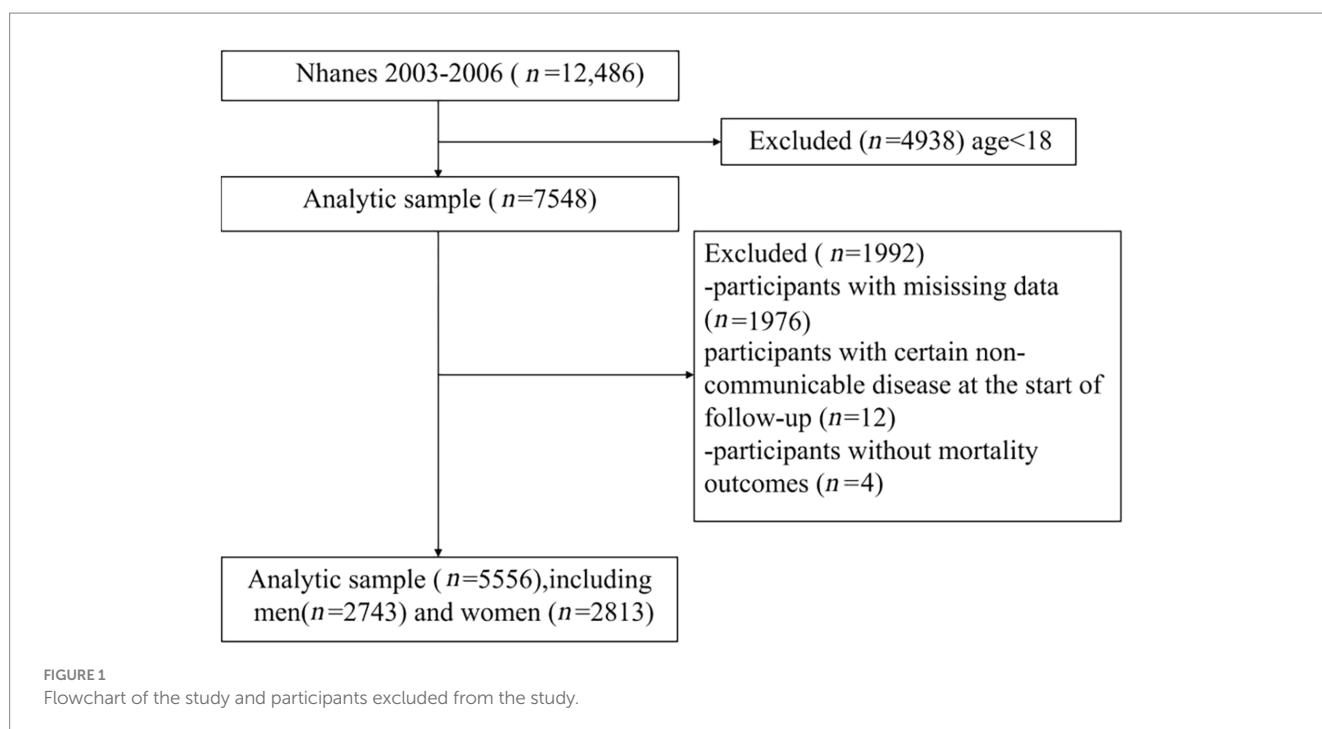 Nhanes 2003-2006 ( n=12,486)
Excluded (n=4938) age<18
Analytic sample ( n=7548)
Excluded ( n=1992)
-participants with misissing data
(n=1976)
participants with certain non-
communicable disease at the start of
follow-up (n=12)
-participants without mortality
outcomes (n=4)
Analytic sample ( n=5556),including
men(n=2743) and women (n=2813)
FIGURE 1
Flowchart of the study and participants excluded from the study.